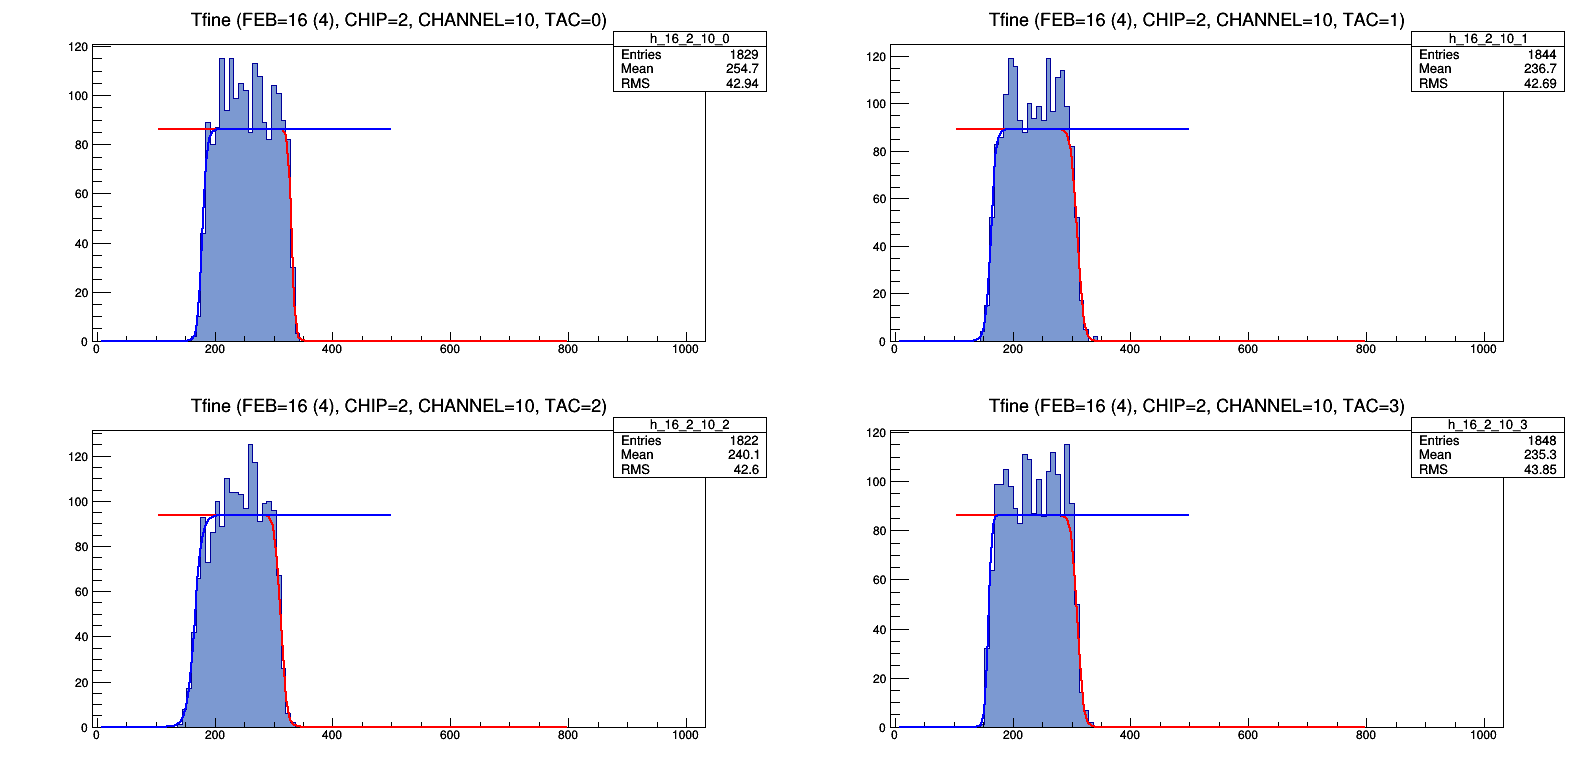 Tfine (FEB=16 (4), CHIP=2, CHANNEL=10, TAC=0)
h_16_2_10_0
Entries 1829
Mean 254.7
RMS 42.94
120
100
80
60
40
20
0
0 200 400 600 800 1000
Tfine (FEB=16 (4), CHIP=2, CHANNEL=10, TAC=1)
h_16_2_10_1
Entries 1844
Mean 236.7
RMS 42.69
120
100
80
60
40
20
0
0 200 400 600 800 1000
Tfine (FEB=16 (4), CHIP=2, CHANNEL=10, TAC=2)
h_16_2_10_2
Entries 1822
Mean 240.1
RMS 42.6
120
100
80
60
40
20
0
0 200 400 600 800 1000
Tfine (FEB=16 (4), CHIP=2, CHANNEL=10, TAC=3)
h_16_2_10_3
Entries 1848
Mean 235.3
RMS 43.85
120
100
80
60
40
20
0
0 200 400 600 800 1000